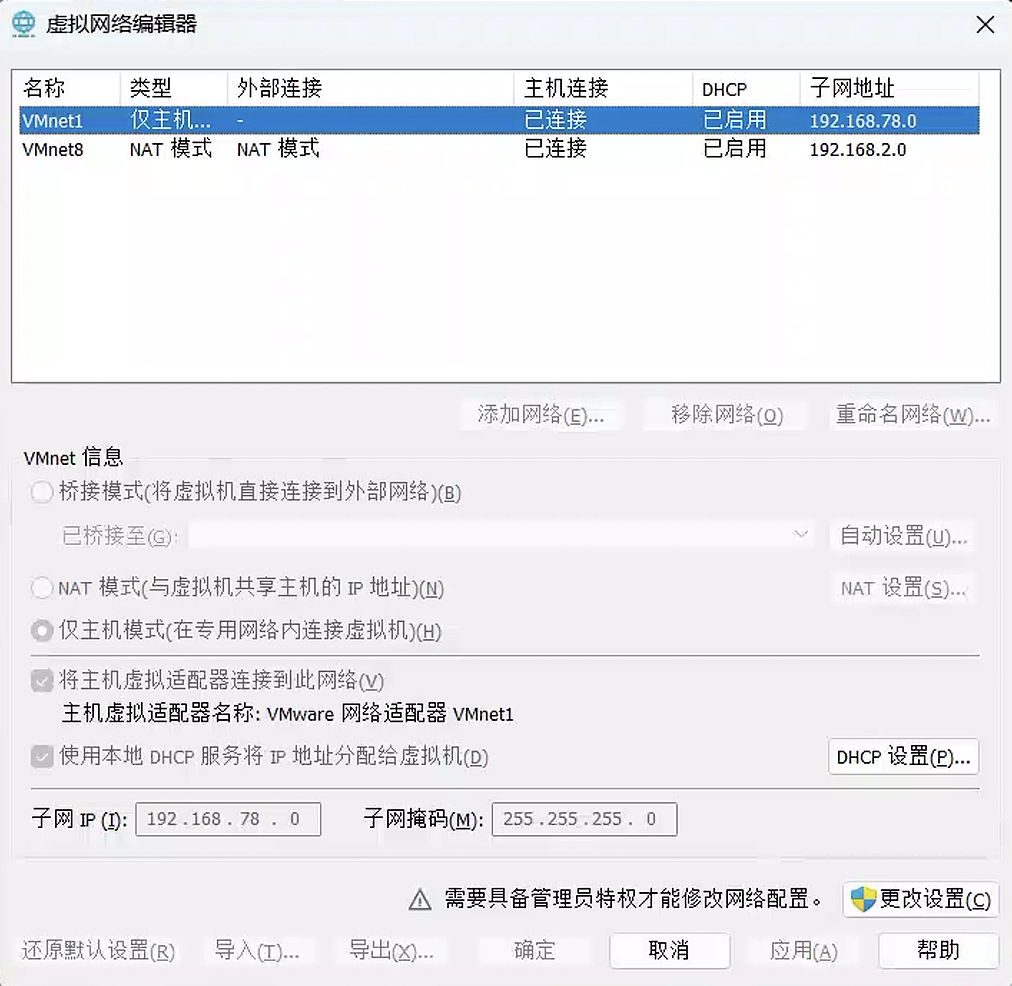 虚拟网络编辑器
名称 类型 外部连接 主机连接 DHCP 子网地址
VMnet1 仅主机... - 已连接 已启用 192.168.78.0
VMnet8 NAT 模式 NAT 模式 已连接 已启用 192.168.2.0
添加网络(E)... 移除网络(O) 重命名网络(W)...
VMnet 信息
桥接模式(将虚拟机直接连接到外部网络)(B)
已桥接至(G): 自动设置(U)...
NAT 模式(与虚拟机共享主机的 IP 地址)(N) NAT 设置(S)...
仅主机模式(在专用网络内连接虚拟机)(H)
将主机虚拟适配器连接到此网络(V)
主机虚拟适配器名称: VMware 网络适配器 VMnet1
使用本地 DHCP 服务将 IP 地址分配给虚拟机(D) DHCP 设置(P)...
子网 IP (I): 192 . 168 . 78 . 0 子网掩码(M): 255 . 255 . 255 . 0
需要具备管理员特权才能修改网络配置。 更改设置(C)
还原默认设置(R) 导入(T)... 导出(X)... 确定 取消 应用(A) 帮助